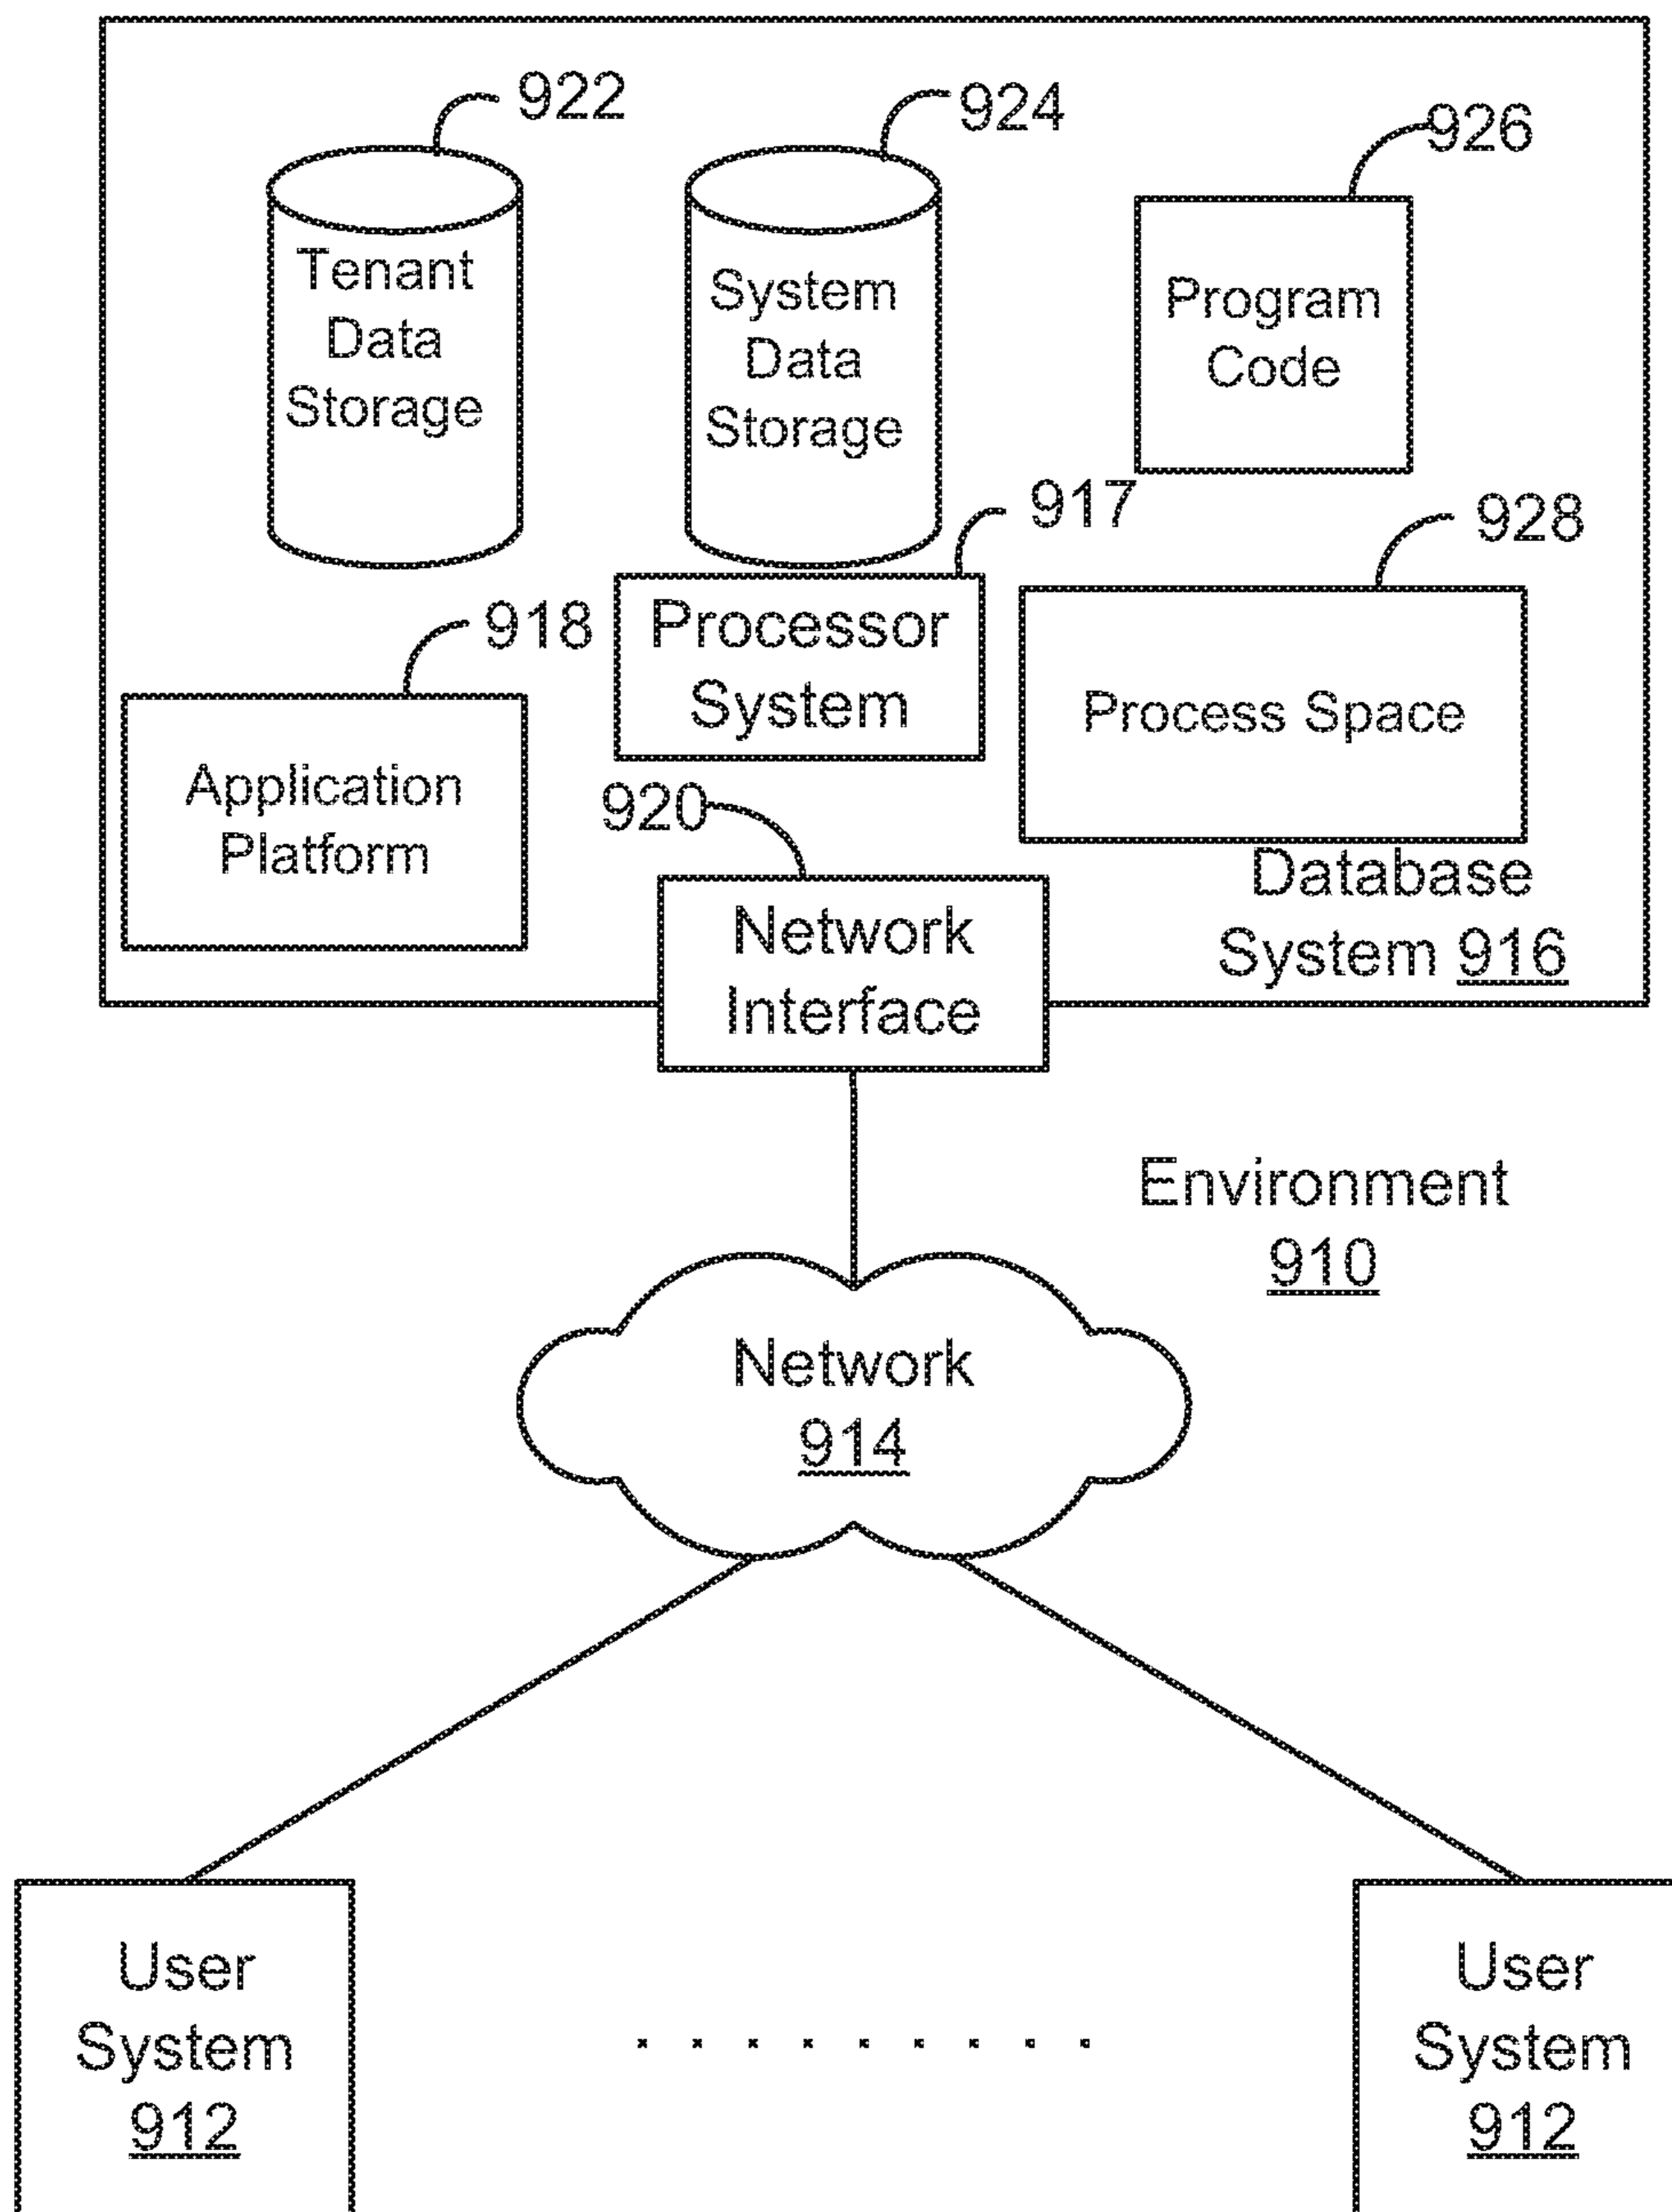 922
924
926
Tenant
Data
Storage
System
Data
Storage
Program
Code
917
928
918
Processor
System
Process Space
Application
Platform
920
Database
System 916
Network
Interface
Environment
910
Network
914
User
System
912
. . . . . . . . .
User
System
912